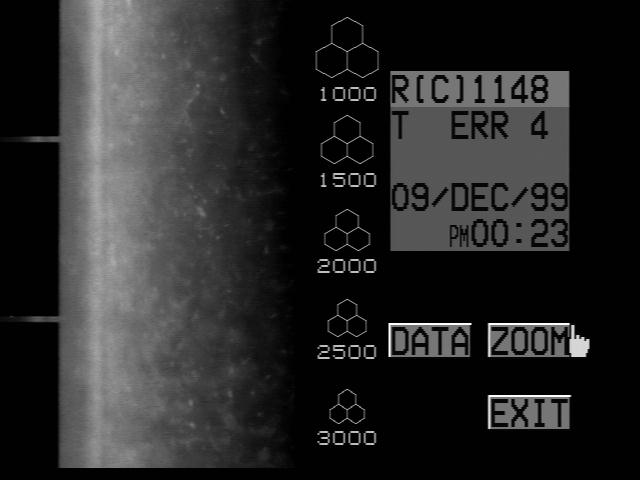 1000
1500
2000
2500
3000
R(C)1148
T ERR 4
09/DEC/99
PM00:23
DATA ZOOM
EXIT